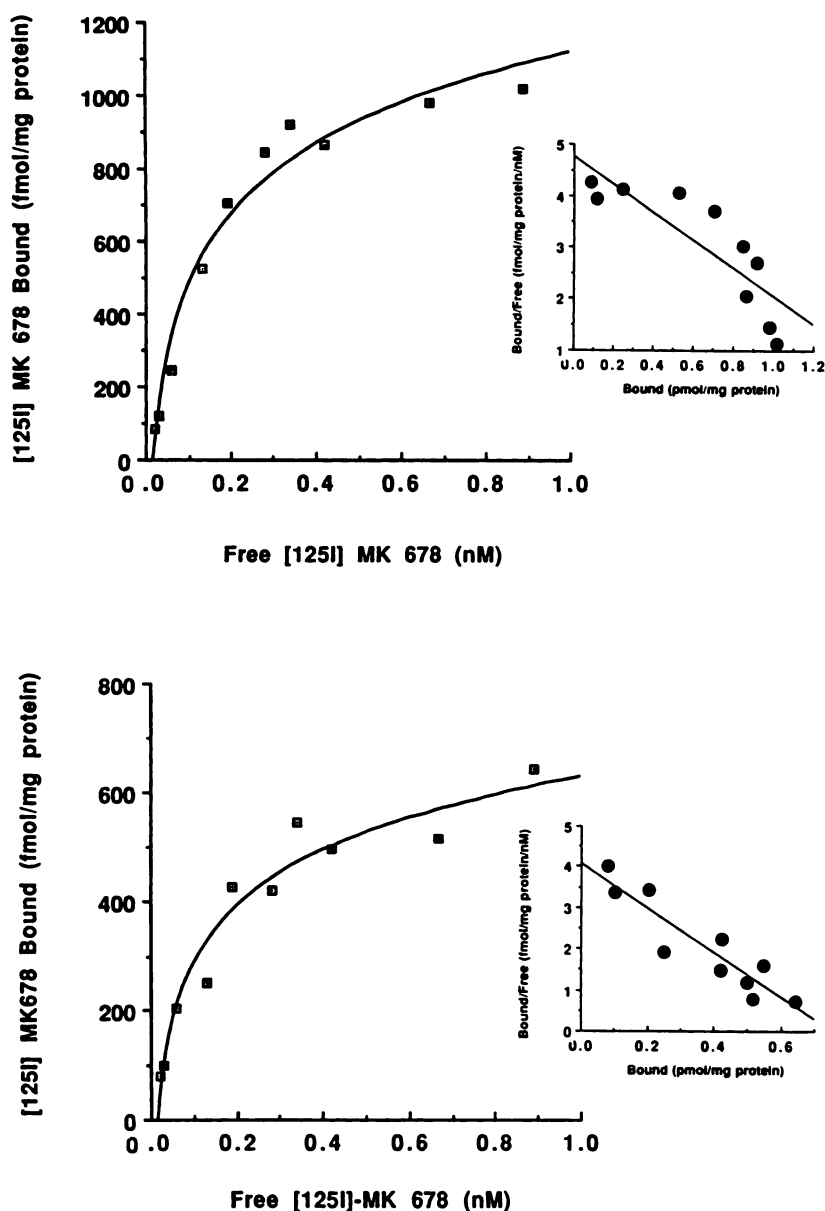 [125I] MK 678 Bound (fmol/mg protein)
1200
1000
800
600
400
200
0
0.0 0.2 0.4 0.6 0.8 1.0
Free [125I] MK 678 (nM)
Bound/Free (fmol/mg protein/nM)
5
4
3
2
1
0.0 0.2 0.4 0.6 0.8 1.0 1.2
Bound (pmol/mg protein)
[125I] MK678 Bound (fmol/mg protein)
800
600
400
200
0
0.0 0.2 0.4 0.6 0.8 1.0
Free [125I]-MK 678 (nM)
Bound/Free (fmol/mg protein/nM)
5
4
3
2
1
0
0.0 0.2 0.4 0.6
Bound (pmol/mg protein)